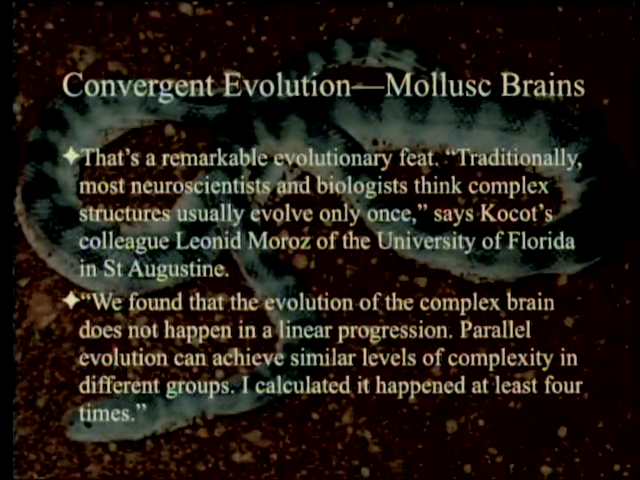 Convergent Evolution—Mollusc Brains
✦That's a remarkable evolutionary feat. “Traditionally,
most neuroscientists and biologists think complex
structures usually evolve only once,” says Kocot's
colleague Leonid Moroz of the University of Florida
in St Augustine.
✦“We found that the evolution of the complex brain
does not happen in a linear progression. Parallel
evolution can achieve similar levels of complexity in
different groups. I calculated it happened at least four
times.”